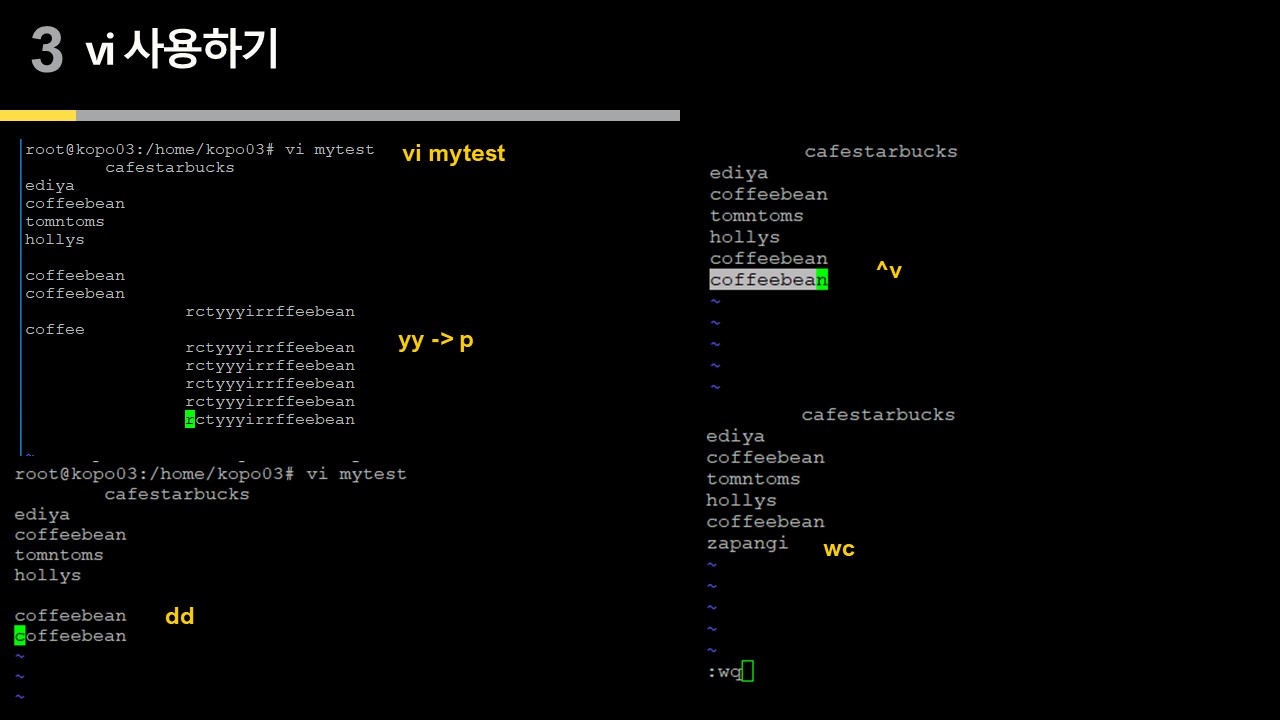 3 vi 사용하기
root@kopo03:/home/kopo03# vi mytest
vi mytest
cafestarbucks
ediya
coffeebean
tomntoms
hollys
coffeebean
coffeebean
rctyyyirrffeebean
coffee
yy -> p
rctyyyirrffeebean
rctyyyirrffeebean
rctyyyirrffeebean
rctyyyirrffeebean
rctyyyirrffeebean
~
root@kopo03:/home/kopo03# vi mytest
cafestarbucks
ediya
coffeebean
tomntoms
hollys
coffeebean
dd
coffeebean
~
~
~
cafestarbucks
ediya
coffeebean
tomntoms
hollys
coffeebean
coffeebean
^v
~
~
~
~
~
cafestarbucks
ediya
coffeebean
tomntoms
hollys
coffeebean
zapangi
wc
~
~
~
~
~
:wq